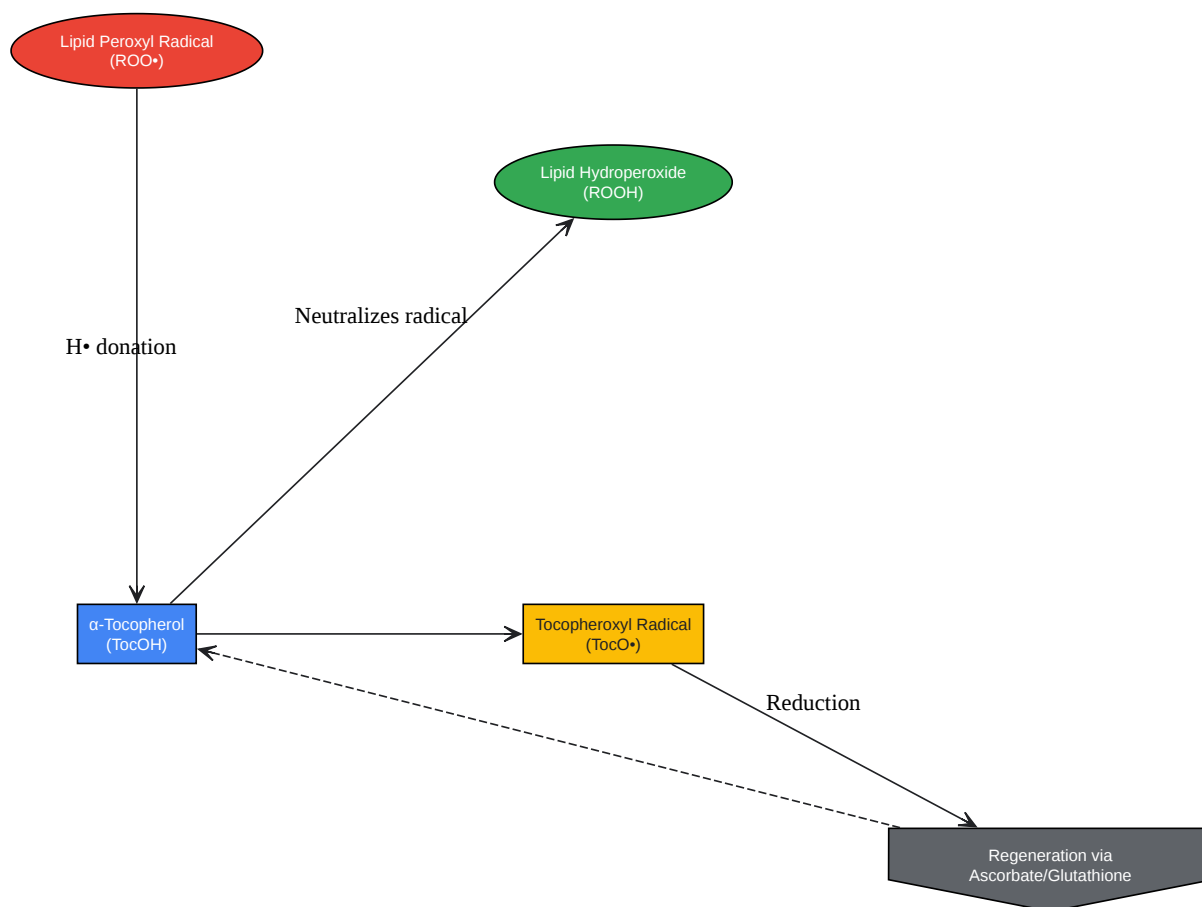 Lipid Peroxyl Radical
(ROO•)
Lipid Hydroperoxide
(ROOH)
Neutralizes radical
H• donation
α-Tocopherol
(TocOH)
Tocopheroxyl Radical
(TocO•)
Reduction
Regeneration via
Ascorbate/Glutathione